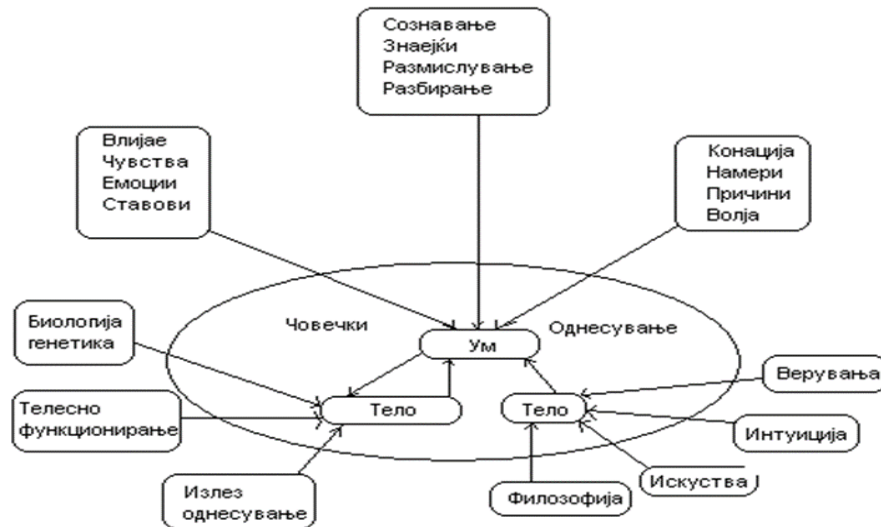 Сознавање
Знаејќи
Размислување
Разбирање
Влијае
Чувства
Емоции
Ставови
Конација
Намери
Причини
Волја
Човечки
Однесување
Ум
Биологија
генетика
Тело
Тело
Верувања
Телесно
функционирање
Интуиција
Излез
однесување
Филозофија
Искуства